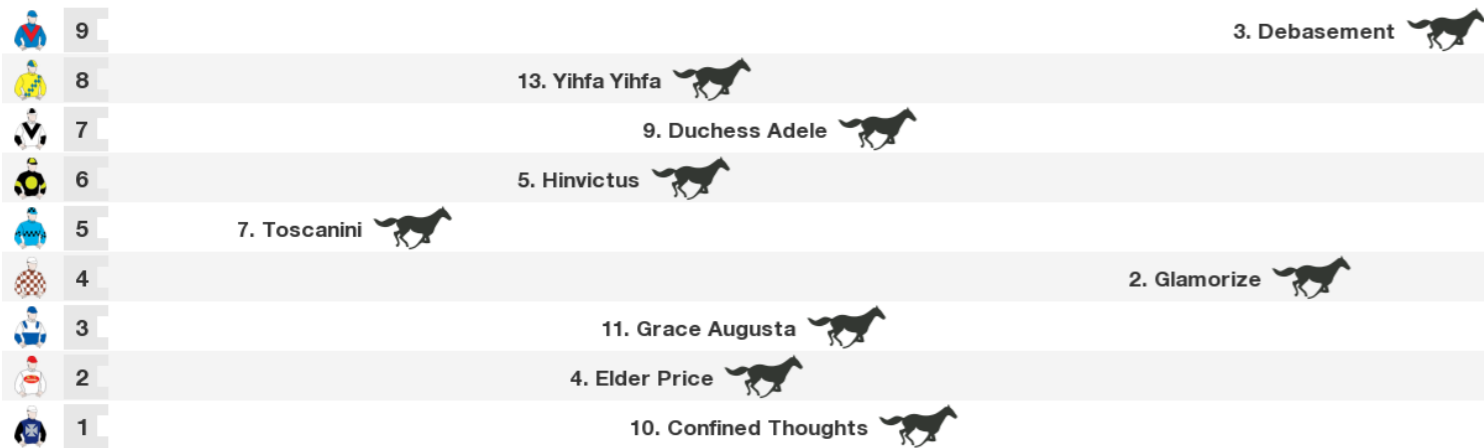 9 3. Debasement
8 13. Yihfa Yihfa
7 9. Duchess Adele
6 5. Hinvictus
5 7. Toscanini
4 2. Glamorize
3 11. Grace Augusta
2 4. Elder Price
1 10. Confined Thoughts